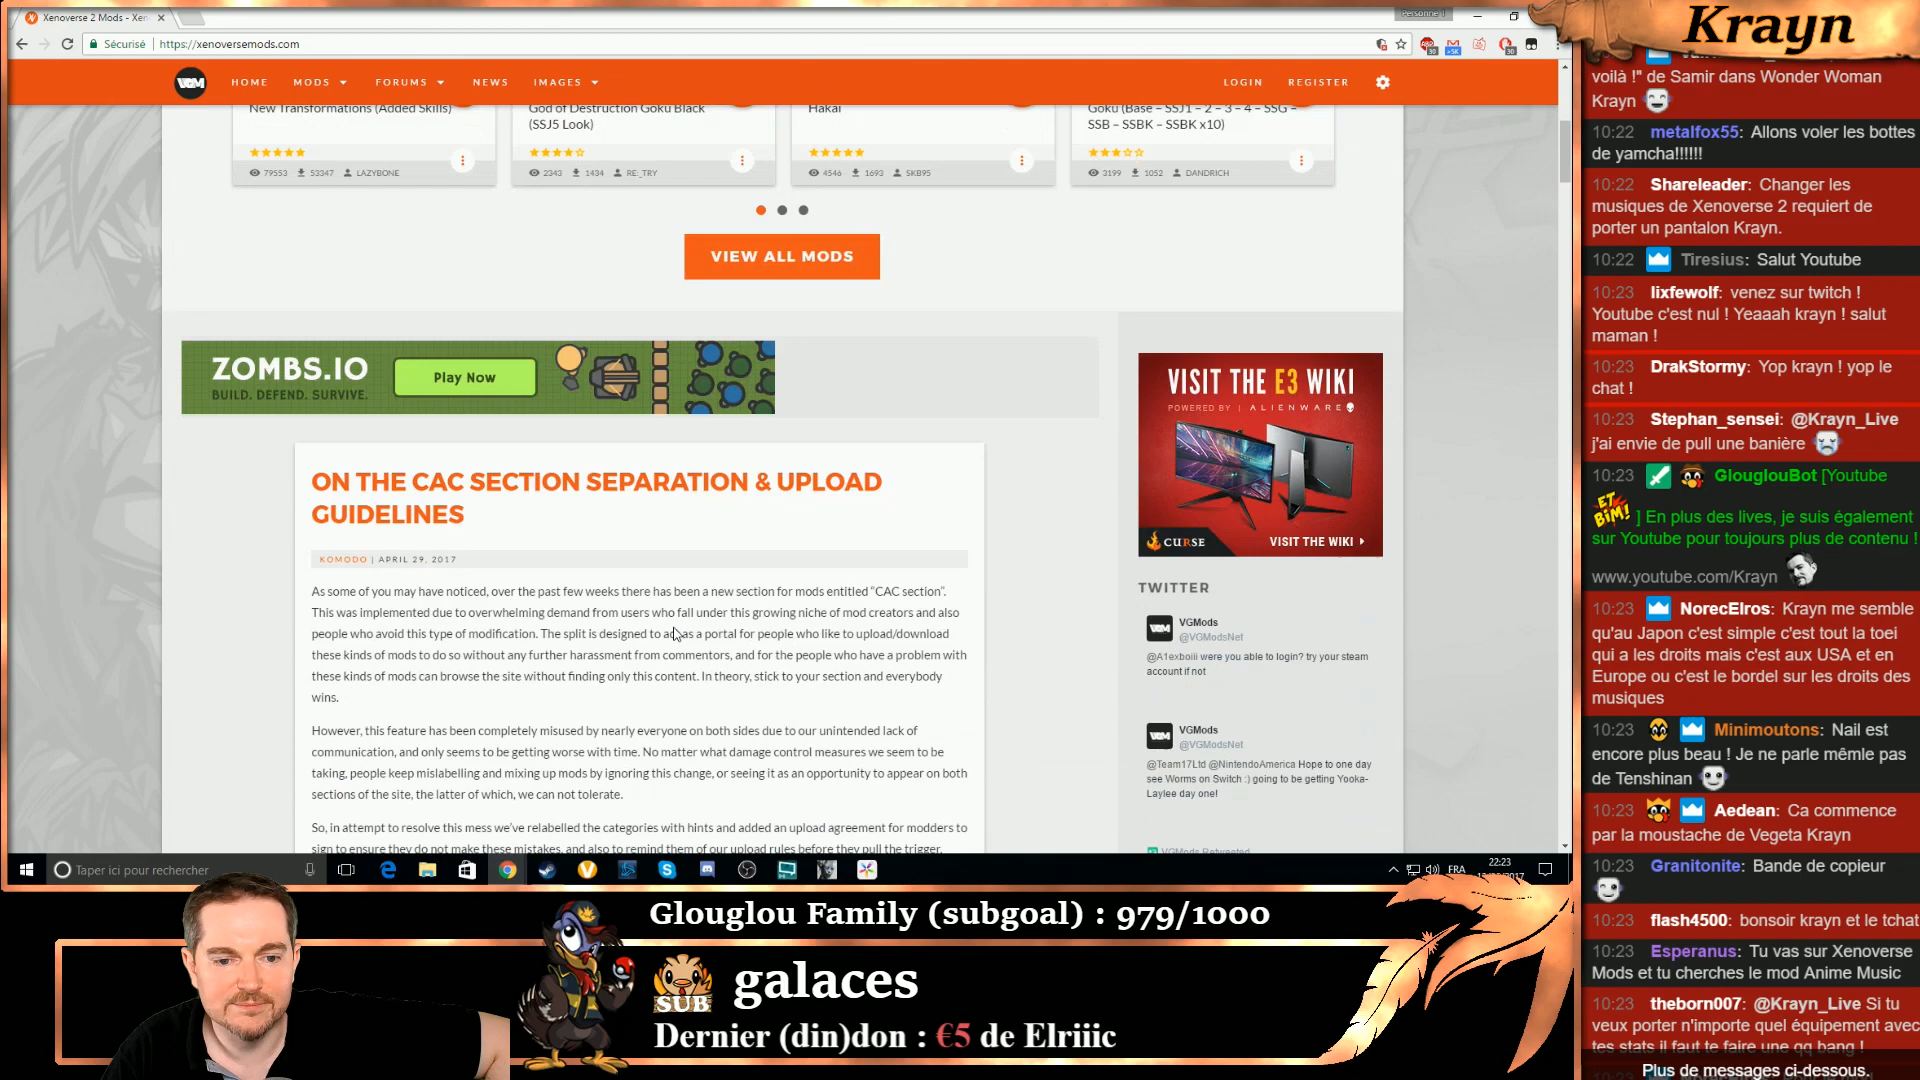 Xenoverse 2 Mods - Xen
Personne 1
Sécurisé https://xenoversemods.com
VGM HOME MODS FORUMS NEWS IMAGES LOGIN REGISTER
New Transformations (Added Skills)
79553 53347 LAZYBONE
God of Destruction Goku Black
(SSJ5 Look)
2343 1434 RE:_TRY
Hakai
4546 1693 SKB95
Goku (Base – SSJ1 – 2 – 3 – 4 – SSG –
SSB – SSBK – SSBK x10)
3199 1052 DANDRICH
VIEW ALL MODS
ZOMBS.IO
BUILD. DEFEND. SURVIVE.
Play Now
ON THE CAC SECTION SEPARATION & UPLOAD
GUIDELINES
KOMODO | APRIL 29, 2017
As some of you may have noticed, over the past few weeks there has been a new section for mods entitled “CAC section”.
This was implemented due to overwhelming demand from users who fall under this growing niche of mod creators and also
people who avoid this type of modification. The split is designed to act as a portal for people who like to upload/download
these kinds of mods to do so without any further harassment from commentors, and for the people who have a problem with
these kinds of mods can browse the site without finding only this content. In theory, stick to your section and everybody
wins.
However, this feature has been completely misused by nearly everyone on both sides due to our unintended lack of
communication, and only seems to be getting worse with time. No matter what damage control measures we seem to be
taking, people keep mislabelling and mixing up mods by ignoring this change, or seeing it as an opportunity to appear on both
sections of the site, the latter of which, we can not tolerate.
So, in attempt to resolve this mess we’ve relabelled the categories with hints and added an upload agreement for modders to
sign to ensure they do not make these mistakes, and also to remind them of our upload rules before they pull the trigger.
VISIT THE E3 WIKI
POWERED BY | ALIENWARE
CURSE VISIT THE WIKI
TWITTER
VGMods
@VGModsNet
@A1exboiii were you able to login? try your steam
account if not
VGMods
@VGModsNet
@Team17Ltd @NintendoAmerica Hope to one day
see Worms on Switch :) going to be getting Yooka-
Laylee day one!
VGMods Retweeted
Taper ici pour rechercher
FRA
22:23
Krayn
voilà !" de Samir dans Wonder Woman
Krayn
10:22 metalfox55: Allons voler les bottes
de yamcha!!!!!!
10:22 Shareleader: Changer les
musiques de Xenoverse 2 requiert de
porter un pantalon Krayn.
10:22 Tiresius: Salut Youtube
10:23 lixfewolf: venez sur twitch !
Youtube c'est nul ! Yeaaah krayn ! salut
maman !
10:23 DrakStormy: Yop krayn ! yop le
chat !
10:23 Stephan_sensei: @Krayn_Live
j'ai envie de pull une banière
10:23 GlouglouBot [Youtube
ET BIM! ] En plus des lives, je suis également
sur Youtube pour toujours plus de contenu !
www.youtube.com/Krayn
10:23 NorecElros: Krayn me semble
qu'au Japon c'est simple c'est tout la toei
qui a les droits mais c'est aux USA et en
Europe ou c'est le bordel sur les droits des
musiques
10:23 Minimoutons: Nail est
encore plus beau ! Je ne parle mêmle pas
de Tenshinan
10:23 Aedean: Ca commence
par la moustache de Vegeta Krayn
10:23 Granitonite: Bande de copieur
10:23 flash4500: bonsoir krayn et le tchat
10:23 Esperanus: Tu vas sur Xenoverse
Mods et tu cherches le mod Anime Music
10:23 theborn007: @Krayn_Live Si tu
veux porter n'importe quel équipement avec
tes stats il faut te faire une qq bang !
Plus de messages ci-dessous.
Glouglou Family (subgoal) : 979/1000
SUB galaces
Dernier (din)don : €5 de Elriiic